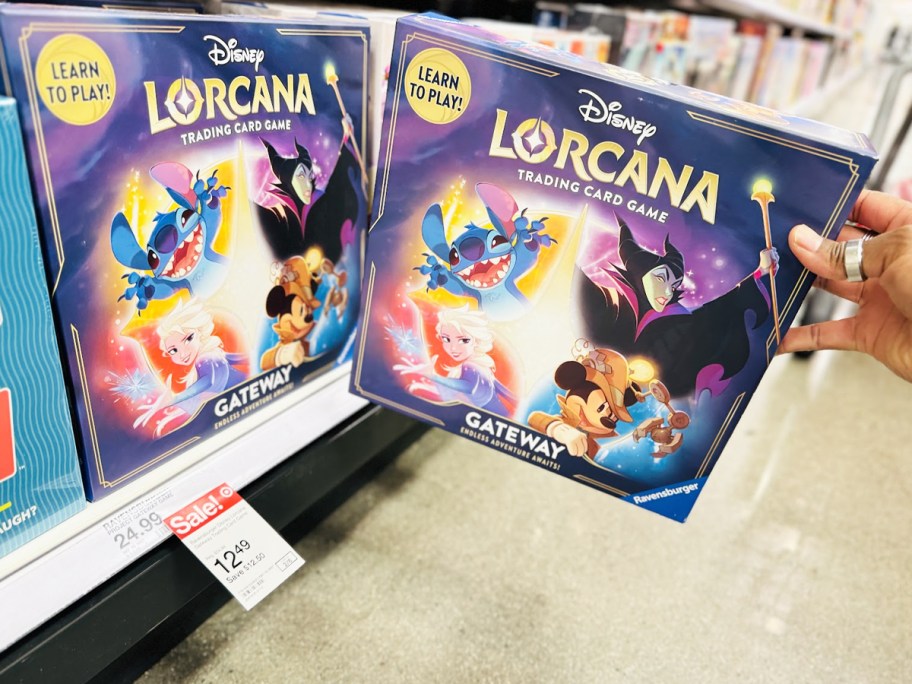 LEARN
TO PLAY!
Disney
LORCANA
TRADING CARD GAME
GATEWAY
ENDLESS ADVENTURE AWAITS!
LEARN
TO PLAY!
Disney
LORCANA
TRADING CARD GAME
GATEWAY
ENDLESS ADVENTURE AWAITS!
Ravensburger
AUGH?
24.99
Sale!
12 49
Save $12.50